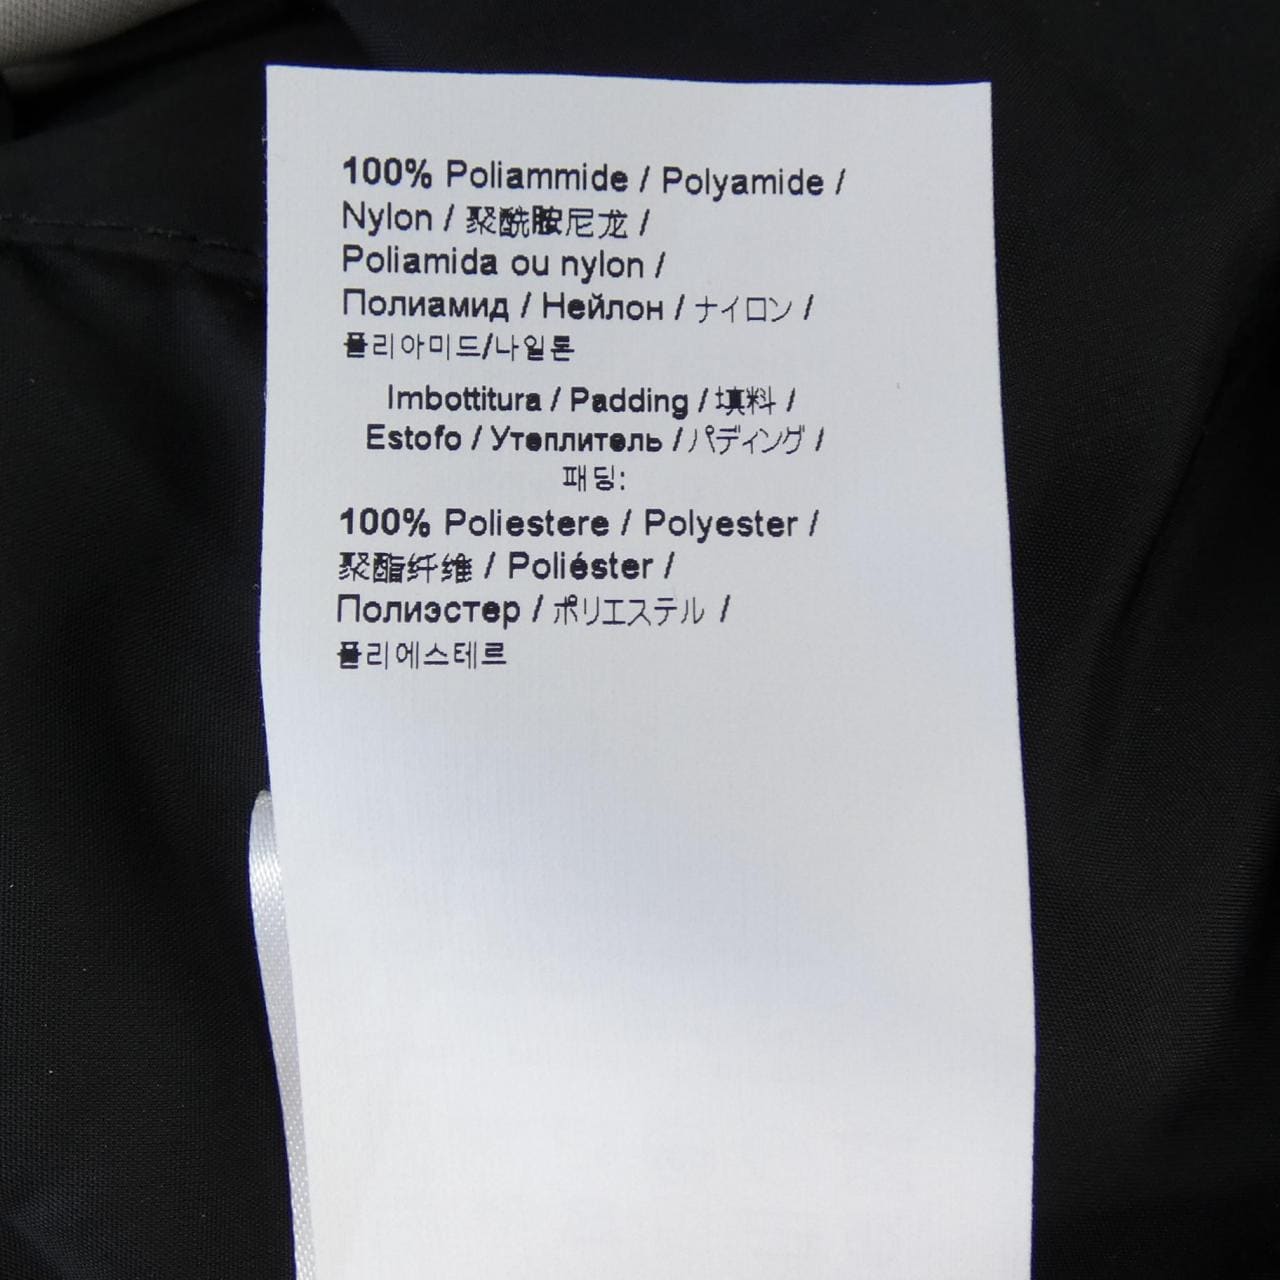 100% Poliammide / Polyamide /
Nylon / 聚酰胺尼龙 /
Poliamida ou nylon /
Полиамид / Нейлон / ナイロン /
폴리아미드/나일론
Imbottitura / Padding / 填料 /
Estofo / Утеплитель / パディング /
패딩:
100% Poliestere / Polyester /
聚酯纤维 / Poliéster /
Полиэстер / ポリエステル /
폴리에스테르